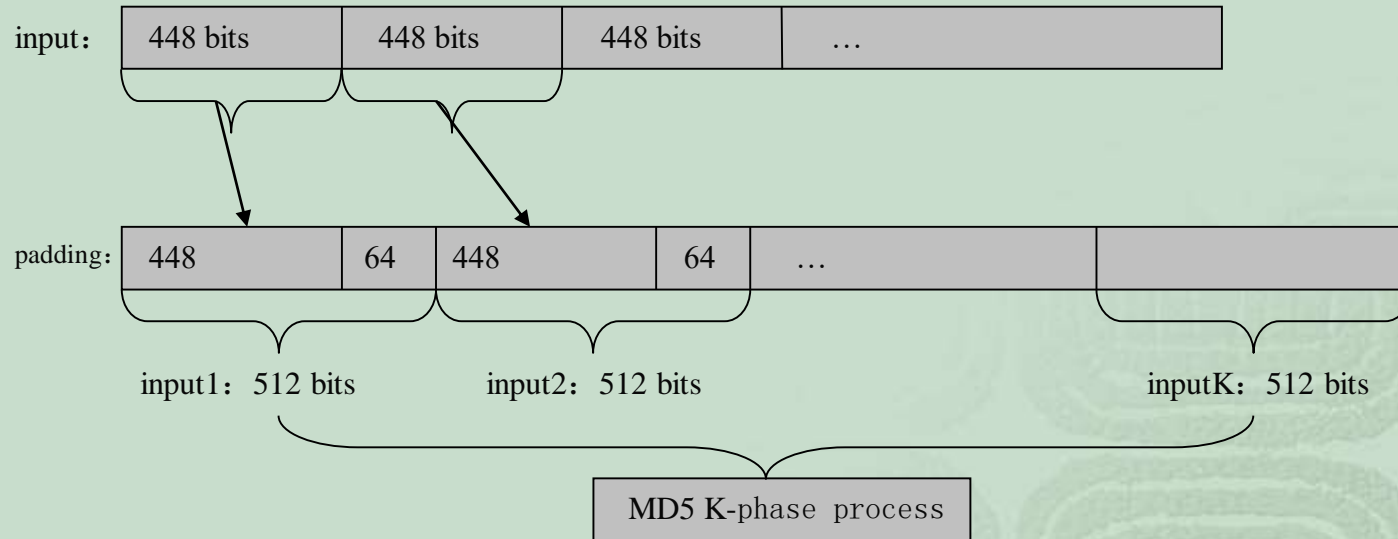 input： 448 bits 448 bits 448 bits …
padding： 448 64 448 64 …
input1：512 bits input2：512 bits inputK：512 bits
MD5 K-phase process